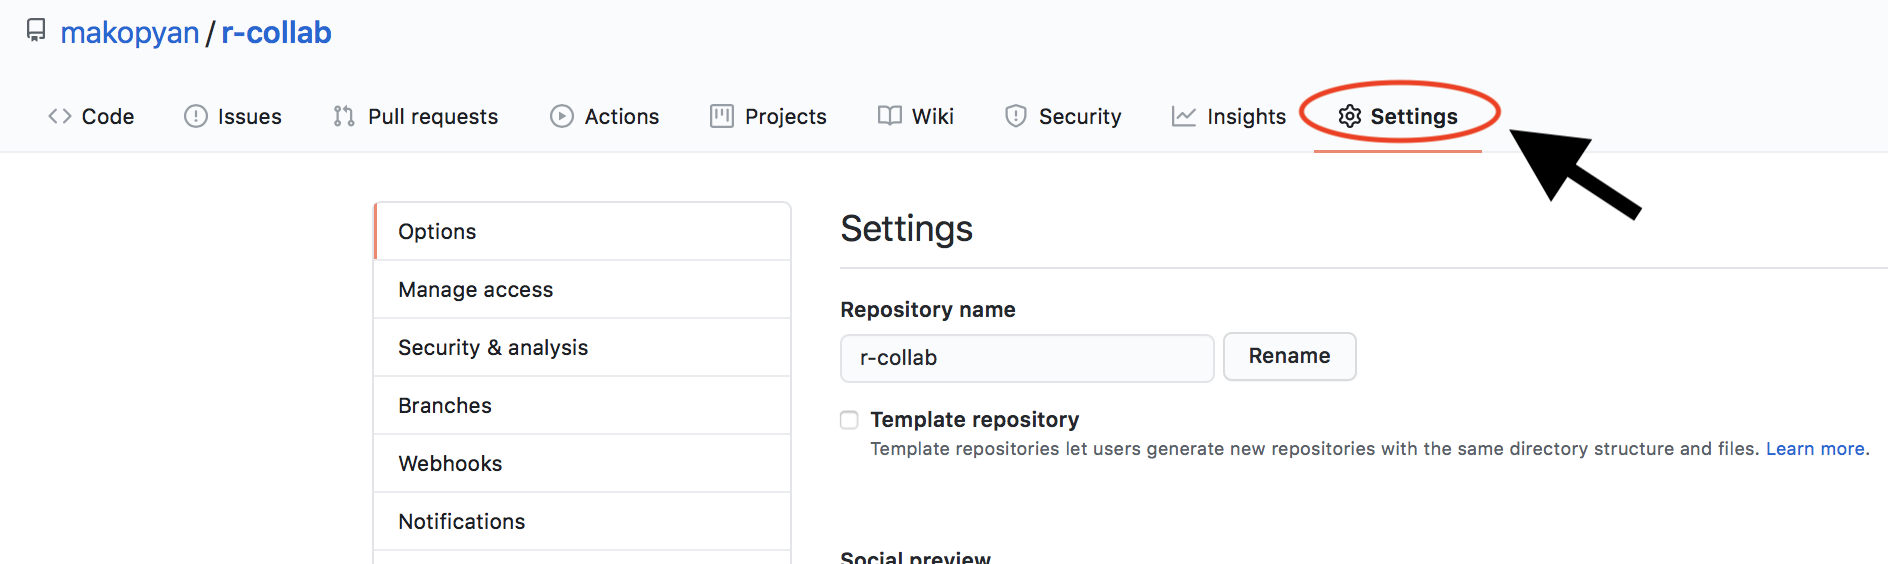 makopyan / r-collab
Code Issues Pull requests Actions Projects Wiki Security Insights Settings
Options
Manage access
Security & analysis
Branches
Webhooks
Notifications
Settings
Repository name
r-collab Rename
Template repository
Template repositories let users generate new repositories with the same directory structure and files. Learn more.
Social preview